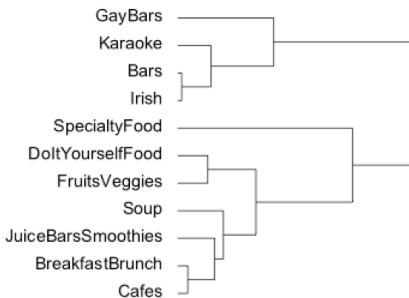 GayBars
Karaoke
Bars
Irish
SpecialtyFood
DoItYourselfFood
FruitsVeggies
Soup
JuiceBarsSmoothies
BreakfastBrunch
Cafes